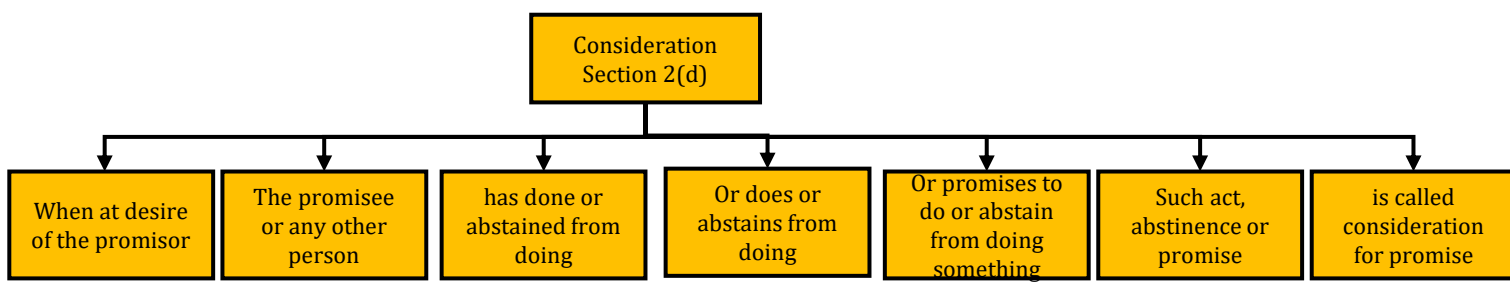 Consideration
Section 2(d)
When at desire
of the promisor
The promisee
or any other
person
has done or
abstained from
doing
Or does or
abstains from
doing
Or promises to
do or abstain
from doing
something
Such act,
abstinence or
promise
is called
consideration
for promise